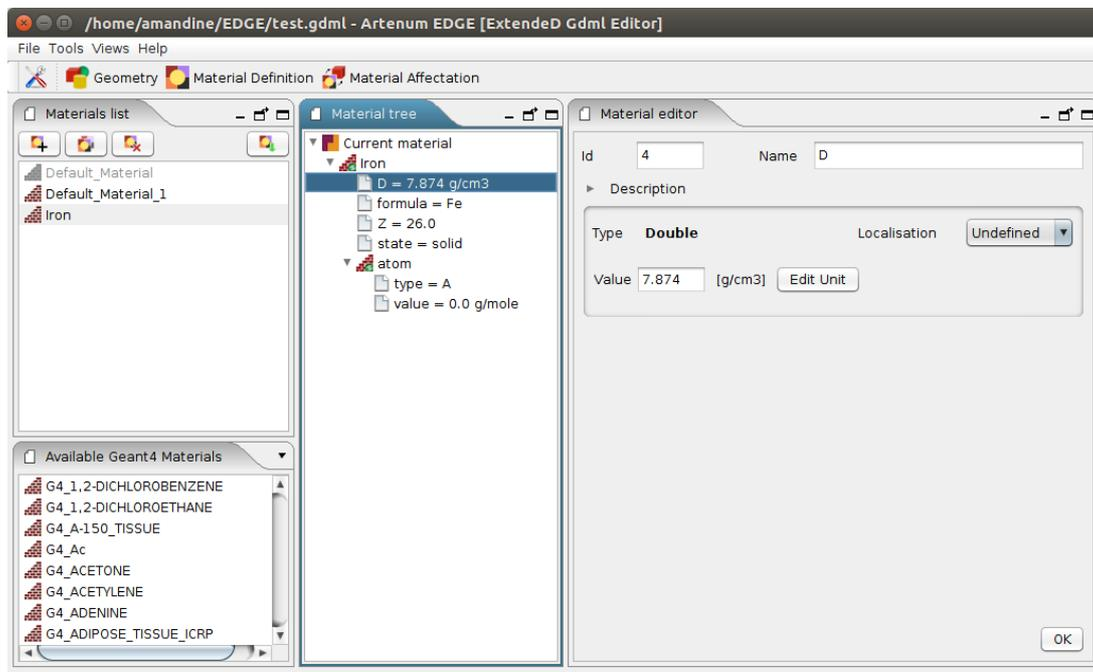 /home/amandine/EDGE/test.gdml - Artenum EDGE [ExtendeD Gdml Editor]
File Tools Views Help
Geometry Material Definition Material Affectation
Materials list
Default_Material
Default_Material_1
Iron
Available Geant4 Materials
G4_1,2-DICHLOROBENZENE
G4_1,2-DICHLOROETHANE
G4_A-150_TISSUE
G4_Ac
G4_ACETONE
G4_ACETYLENE
G4_ADENINE
G4_ADIPOSE_TISSUE_ICRP
Material tree
Current material
Iron
D = 7.874 g/cm3
formula = Fe
Z = 26.0
state = solid
atom
type = A
value = 0.0 g/mole
Material editor
Id 4 Name D
Description
Type Double Localisation Undefined
Value 7.874 [g/cm3] Edit Unit
OK